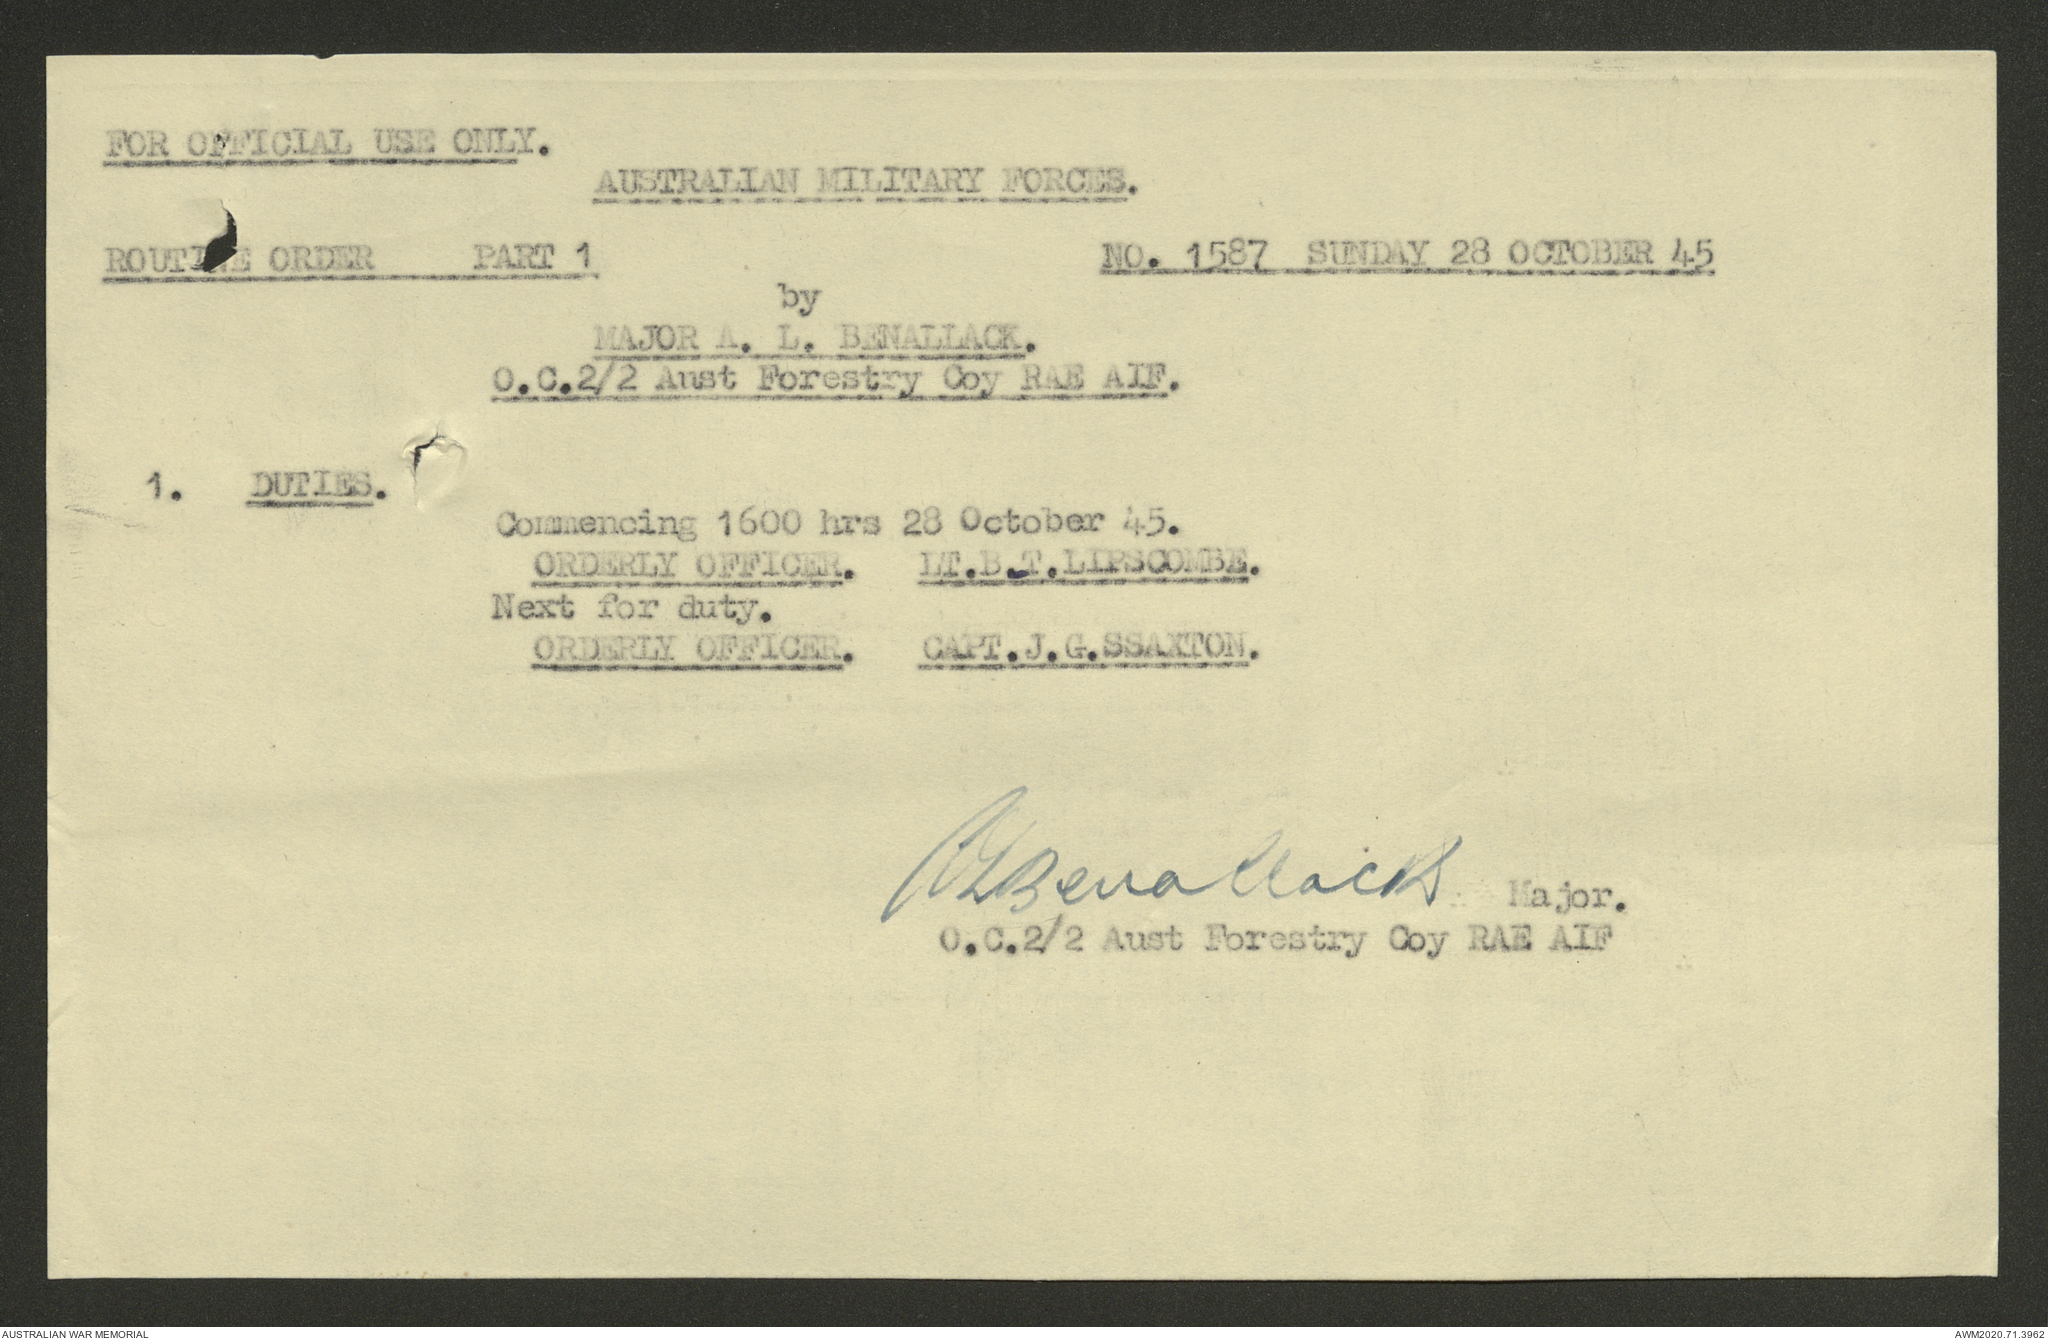 FOR OFFICIAL USE ONLY.
AUSTRALIAN MILITARY FORCES.
ROUTINE ORDER PART 1 NO. 1587 SUNDAY 28 OCTOBER 45
by
MAJOR A. L. BENALLACK.
O.C.2/2 Aust Forestry Coy RAE AIF.
1. DUTIES.
Commencing 1600 hrs 28 October 45.
ORDERLY OFFICER. LT.B.T.LIPSCOMBE.
Next for duty.
ORDERLY OFFICER. CAPT.J.G.SSAXTON.
ALBenallack Major.
O.C.2/2 Aust Forestry Coy RAE AIF
AUSTRALIAN WAR MEMORIAL AWM2020.71.3962